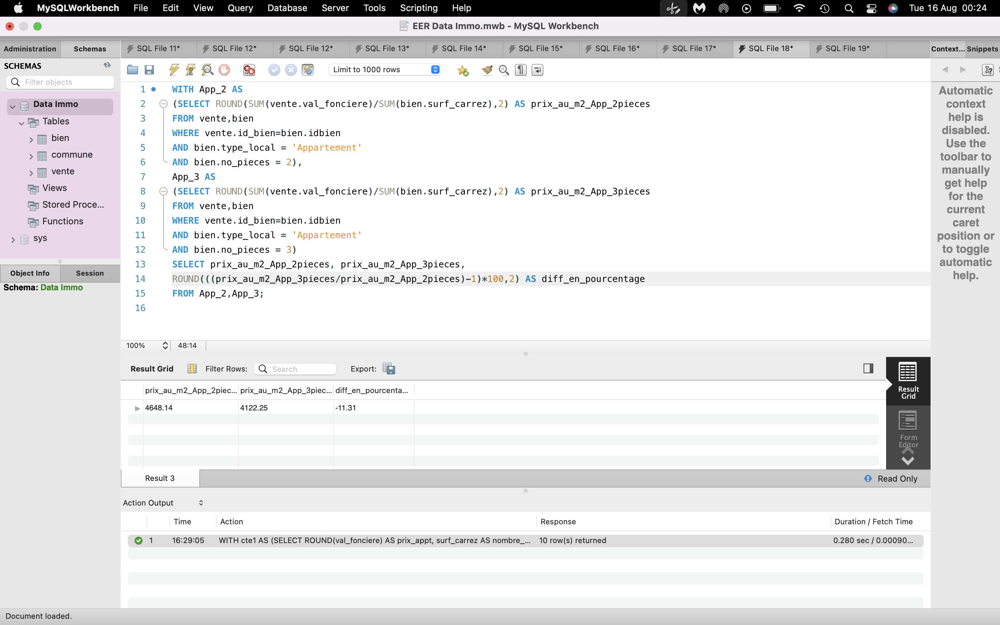 MySQLWorkbench File Edit View Query Database Server Tools Scripting Help Tue 16 Aug 00:24
EER Data Immo.mwb - MySQL Workbench
Administration Schemas SQL File 11* SQL File 12* SQL File 12* SQL File 13* SQL File 14* SQL File 15* SQL File 16* SQL File 17* SQL File 18* SQL File 19* Context... Snippets
SCHEMAS
Filter objects
Data Immo
Tables
bien
commune
vente
Views
Stored Proce...
Functions
sys
Object Info Session
Schema: Data Immo
Limit to 1000 rows
1 WITH App_2 AS
2 (SELECT ROUND(SUM(vente.val_fonciere)/SUM(bien.surf_carrez),2) AS prix_au_m2_App_2pieces
3 FROM vente,bien
4 WHERE vente.id_bien=bien.idbien
5 AND bien.type_local = 'Appartement'
6 AND bien.no_pieces = 2),
7 App_3 AS
8 (SELECT ROUND(SUM(vente.val_fonciere)/SUM(bien.surf_carrez),2) AS prix_au_m2_App_3pieces
9 FROM vente,bien
10 WHERE vente.id_bien=bien.idbien
11 AND bien.type_local = 'Appartement'
12 AND bien.no_pieces = 3)
13 SELECT prix_au_m2_App_2pieces, prix_au_m2_App_3pieces,
14 ROUND(((prix_au_m2_App_3pieces/prix_au_m2_App_2pieces)-1)*100,2) AS diff_en_pourcentage
15 FROM App_2,App_3;
16
100% 48:14
Automatic
context
help is
disabled.
Use the
toolbar to
manually
get help
for the
current
caret
position or
to toggle
automatic
help.
Result Grid Filter Rows: Search Export:
prix_au_m2_App_2piec... prix_au_m2_App_3piec... diff_en_pourcenta...
4648.14 4122.25 -11.31
Result
Grid
Form
Editor
Result 3 Read Only
Action Output
Time Action Response Duration / Fetch Time
1 16:29:05 WITH cte1 AS (SELECT ROUND(val_fonciere) AS prix_appt, surf_carrez AS nombre_... 10 row(s) returned 0.280 sec / 0.00090...
Document loaded.